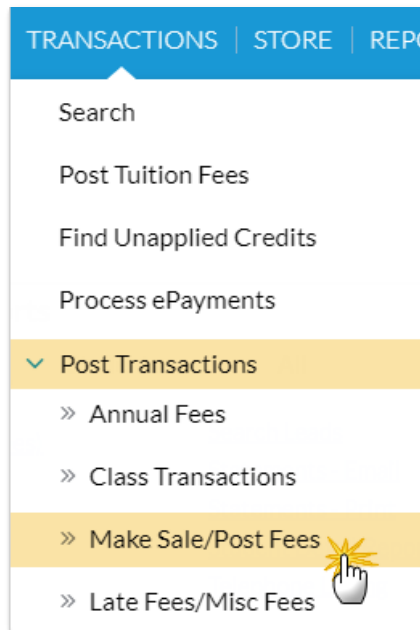 TRANSACTIONS | STORE | REPO
Search
Post Tuition Fees
Find Unapplied Credits
Process ePayments
Post Transactions
» Annual Fees
» Class Transactions
» Make Sale/Post Fees
» Late Fees/Misc Fees